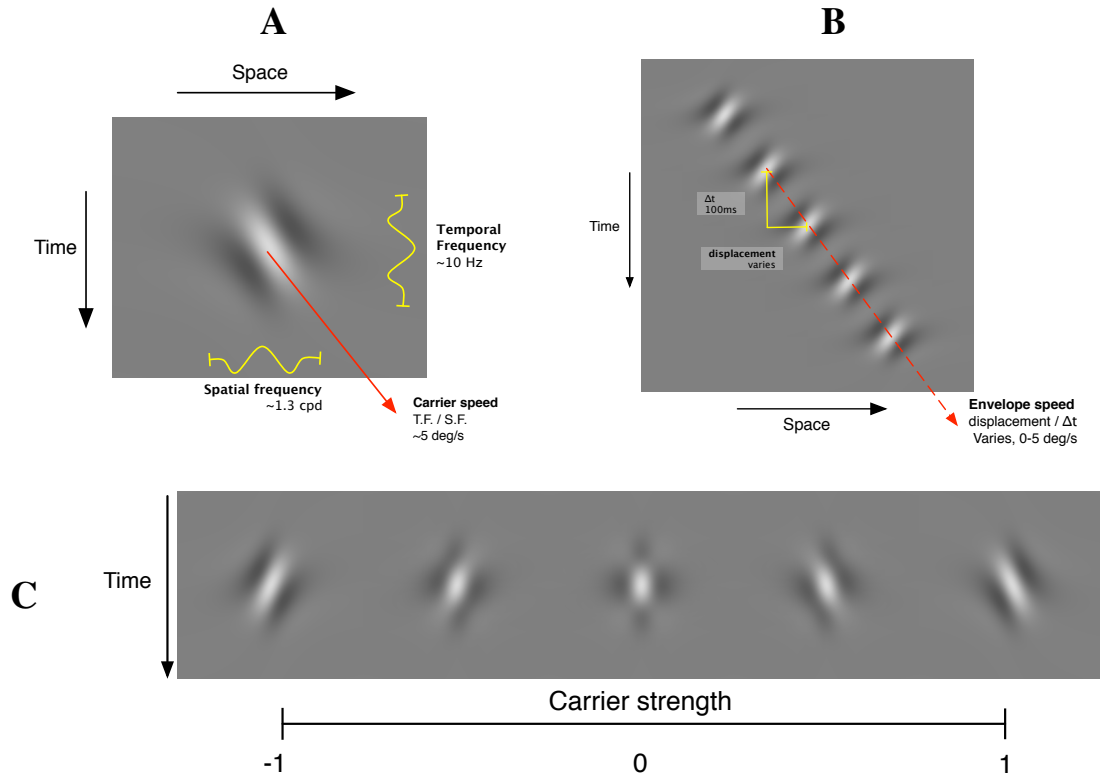 A
Space
Time
Temporal
Frequency
~10 Hz
Spatial frequency
~1.3 cpd
Carrier speed
T.F. / S.F.
~5 deg/s
B
Time
Δt
100ms
displacement
varies
Space
Envelope speed
displacement / Δt
Varies, 0-5 deg/s
C
Time
Carrier strength
-1 0 1